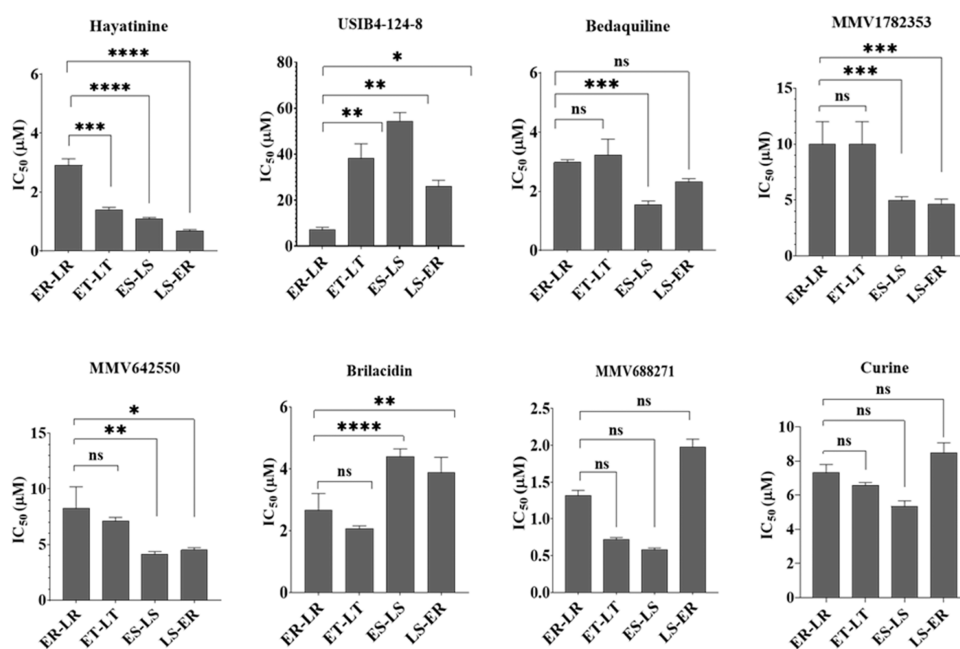 Hayatinine
IC50 (μM)
6
4
2
0
****
****
***
ER-LR
ET-LT
ES-LS
LS-ER
USIB4-124-8
IC50 (μM)
80
60
40
20
0
*
**
**
ER-LR
ET-LT
ES-LS
LS-ER
Bedaquiline
IC50 (μM)
6
4
2
0
ns
***
ns
ER-LR
ET-LT
ES-LS
LS-ER
MMV1782353
IC50 (μM)
15
10
5
0
***
***
ns
ER-LR
ET-LT
ES-LS
LS-ER
MMV642550
IC50 (μM)
15
10
5
0
*
**
ns
ER-LR
ET-LT
ES-LS
LS-ER
Brilacidin
IC50 (μM)
6
4
2
0
**
****
ns
ER-LR
ET-LT
ES-LS
LS-ER
MMV688271
IC50 (μM)
2.5
2.0
1.5
1.0
0.5
0.0
ns
ns
ns
ER-LR
ET-LT
ES-LS
LS-ER
Curine
IC50 (μM)
10
8
6
4
2
0
ns
ns
ns
ER-LR
ET-LT
ES-LS
LS-ER